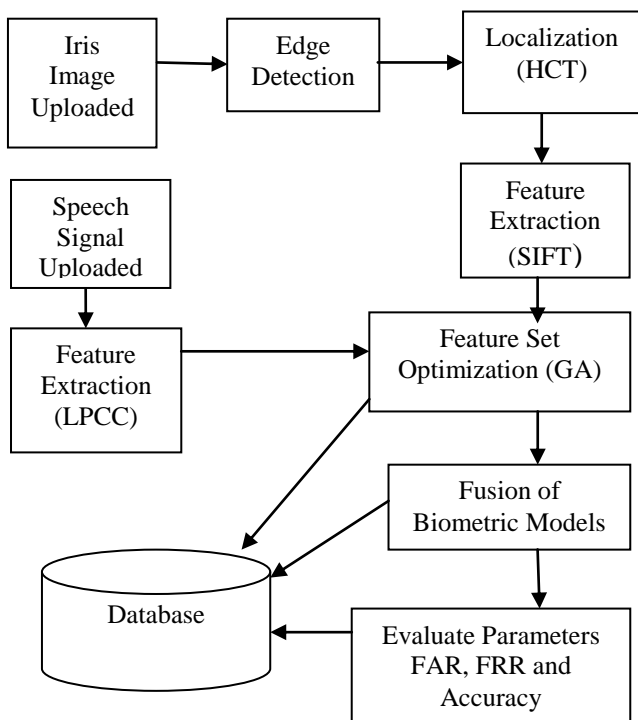 Iris
Image
Uploaded
Edge
Detection
Localization
(HCT)
Speech
Signal
Uploaded
Feature
Extraction
(SIFT)
Feature
Extraction
(LPCC)
Feature Set
Optimization (GA)
Fusion of
Biometric Models
Database
Evaluate Parameters
FAR, FRR and
Accuracy